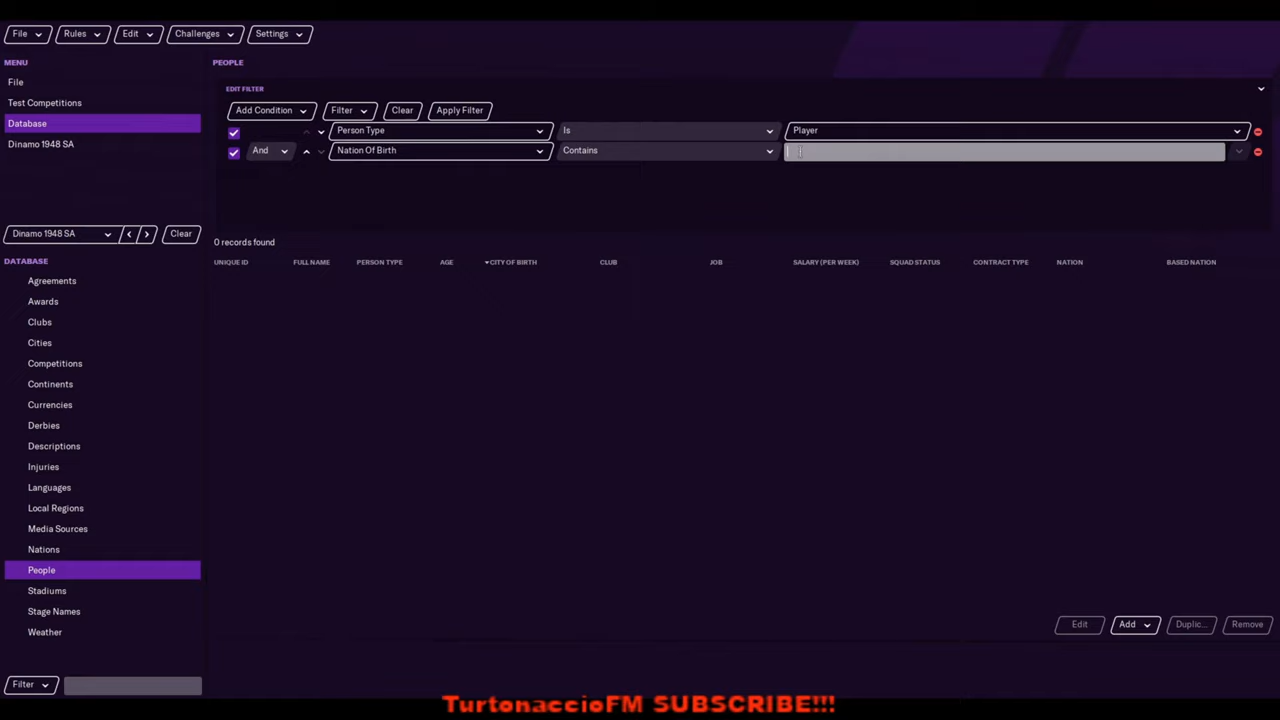 File Rules Edit Challenges Settings
MENU
File
Test Competitions
Database
Dinamo 1948 SA
PEOPLE
EDIT FILTER
Add Condition Filter Clear Apply Filter
Person Type Is Player
And Nation Of Birth Contains
Dinamo 1948 SA < > Clear
DATABASE
Agreements
Awards
Clubs
Cities
Competitions
Continents
Currencies
Derbies
Descriptions
Injuries
Languages
Local Regions
Media Sources
Nations
People
Stadiums
Stage Names
Weather
0 records found
UNIQUE ID FULL NAME PERSON TYPE AGE CITY OF BIRTH CLUB JOB SALARY (PER WEEK) SQUAD STATUS CONTRACT TYPE NATION BASED NATION
Edit Add Duplic... Remove
Filter
TurtonaccioFM SUBSCRIBE!!!